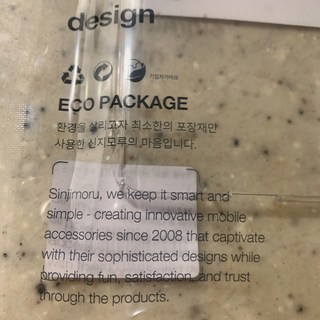 design
ECO PACKAGE
환경을 살리고자 최소한의 포장재만
사용한 신지모루의 마음입니다.
Sinjimoru, we keep it smart and
simple - creating innovative mobile
accessories since 2008 that captivate
with their sophisticated designs while
providing fun, satisfaction, and trust
through the products.